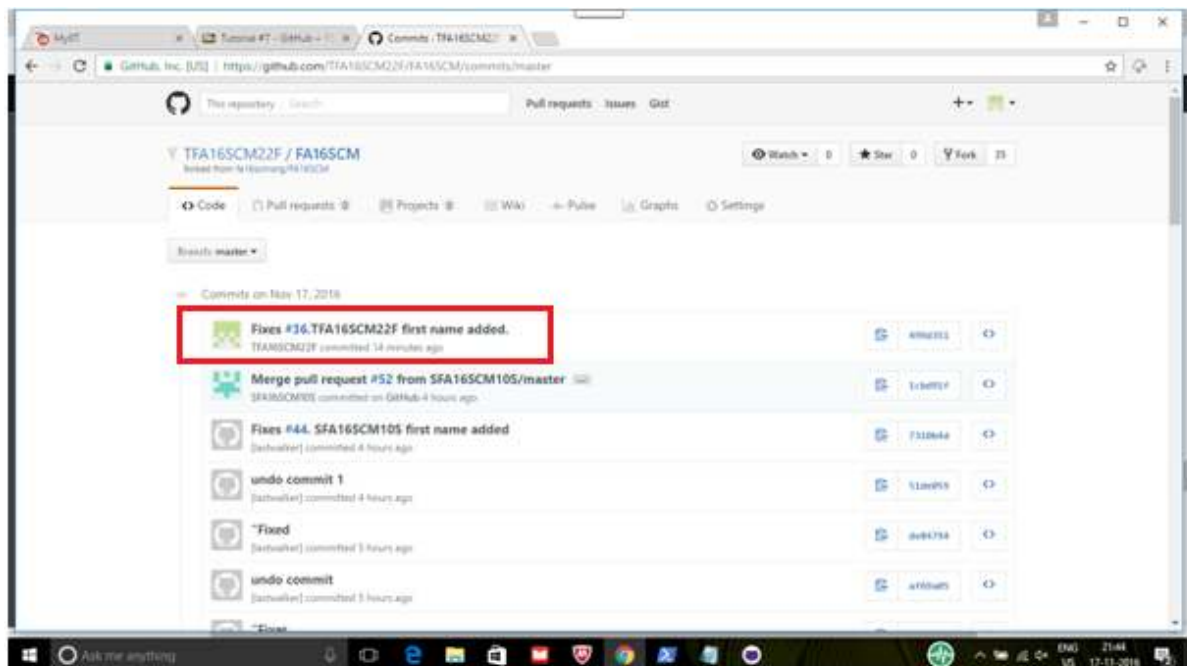 MyIIT
Tutorial #7 - GitHub -
Commits · TFA16SCM22
GitHub, Inc. [US] | https://github.com/TFA16SCM22F/FA16SCM/commits/master
This repository Search
Pull requests Issues Gist
TFA16SCM22F / FA16SCM
forked from
Watch 0 Star 0 Fork
Code Pull requests 0 Projects 0 Wiki Pulse Graphs Settings
Branch: master
Commits on Nov 17, 2016
Fixes #36.TFA16SCM22F first name added.
TFA16SCM22F committed 14 minutes ago
Merge pull request #52 from SFA16SCM10S/master
SFA16SCM10S committed on GitHub 4 hours ago
Fixes #44. SFA16SCM10S first name added
committed 4 hours ago
undo commit 1
committed 4 hours ago
"Fixed
committed 5 hours ago
undo commit
committed 5 hours ago
"Fixes
Ask me anything
ENG
21:44
US
17-11-2016